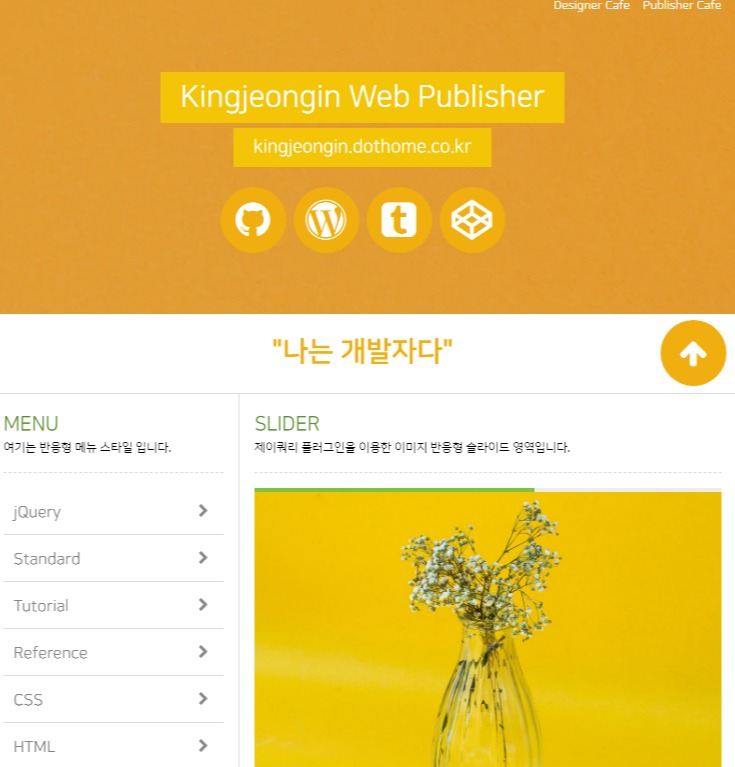 Designer Cafe Publisher Cafe
Kingjeongin Web Publisher
kingjeongin.dothome.co.kr
"나는 개발자다"
MENU
여기는 반응형 메뉴 스타일 입니다.
jQuery
Standard
Tutorial
Reference
CSS
HTML
SLIDER
제이쿼리 플러그인을 이용한 이미지 반응형 슬라이드 영역입니다.